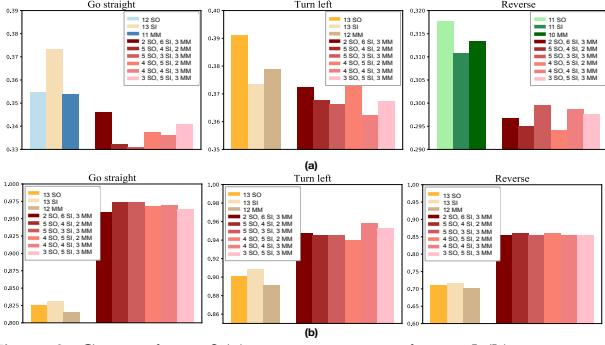 Go straight
0.39
0.37
0.36
0.35
0.34
0.33
12 SO
13 SI
11 MM
2 SO, 6 SI, 3 MM
5 SO, 4 SI, 2 MM
5 SO, 3 SI, 3 MM
4 SO, 5 SI, 2 MM
4 SO, 4 SI, 3 MM
3 SO, 5 SI, 3 MM
Turn left
0.40
0.39
0.38
0.37
0.36
0.35
13 SO
13 SI
12 MM
2 SO, 6 SI, 3 MM
5 SO, 4 SI, 2 MM
5 SO, 3 SI, 3 MM
4 SO, 5 SI, 2 MM
4 SO, 4 SI, 3 MM
3 SO, 5 SI, 3 MM
Reverse
0.320
0.315
0.310
0.305
0.300
0.295
0.290
11 SO
11 SI
10 MM
2 SO, 6 SI, 3 MM
5 SO, 4 SI, 2 MM
5 SO, 3 SI, 3 MM
4 SO, 5 SI, 2 MM
4 SO, 4 SI, 3 MM
3 SO, 5 SI, 3 MM
(a)
Go straight
1.000
0.975
0.950
0.925
0.900
0.875
0.850
0.825
0.800
13 SO
13 SI
12 MM
2 SO, 6 SI, 3 MM
5 SO, 4 SI, 2 MM
5 SO, 3 SI, 3 MM
4 SO, 5 SI, 2 MM
4 SO, 4 SI, 3 MM
3 SO, 5 SI, 3 MM
Turn left
1.00
0.98
0.96
0.94
0.92
0.90
0.88
0.86
13 SO
13 SI
12 MM
2 SO, 6 SI, 3 MM
5 SO, 4 SI, 2 MM
5 SO, 3 SI, 3 MM
4 SO, 5 SI, 2 MM
4 SO, 4 SI, 3 MM
3 SO, 5 SI, 3 MM
Reverse
1.00
0.90
0.80
0.70
0.60
13 SO
13 SI
12 MM
2 SO, 6 SI, 3 MM
5 SO, 4 SI, 2 MM
5 SO, 3 SI, 3 MM
4 SO, 5 SI, 2 MM
4 SO, 4 SI, 3 MM
3 SO, 5 SI, 3 MM
(b)